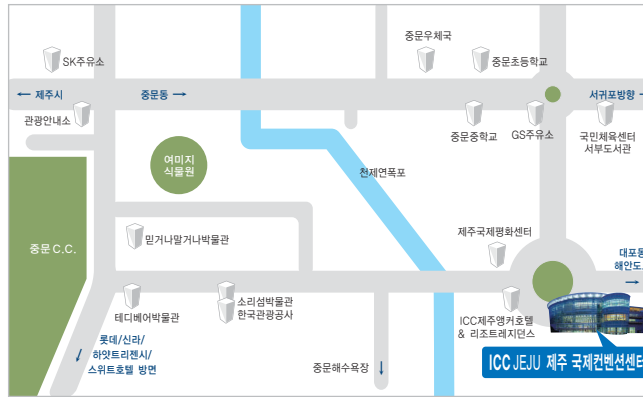 중문우체국
SK주유소
중문초등학교
← 제주시
중문동 →
서귀포방향 →
관광안내소
중문중학교
GS주유소
국민체육센터
서부도서관
여미지
식물원
천제연폭포
제주국제평화센터
믿거나말거나박물관
중문 C.C.
대포동
해안도
→
소리섬박물관
한국관광공사
테디베어박물관
ICC제주앵커호텔
& 리조트레지던스
롯데/신라/
하얏트리젠시/
스위트호텔 방면
중문해수욕장
ICC JEJU 제주 국제컨벤션센터